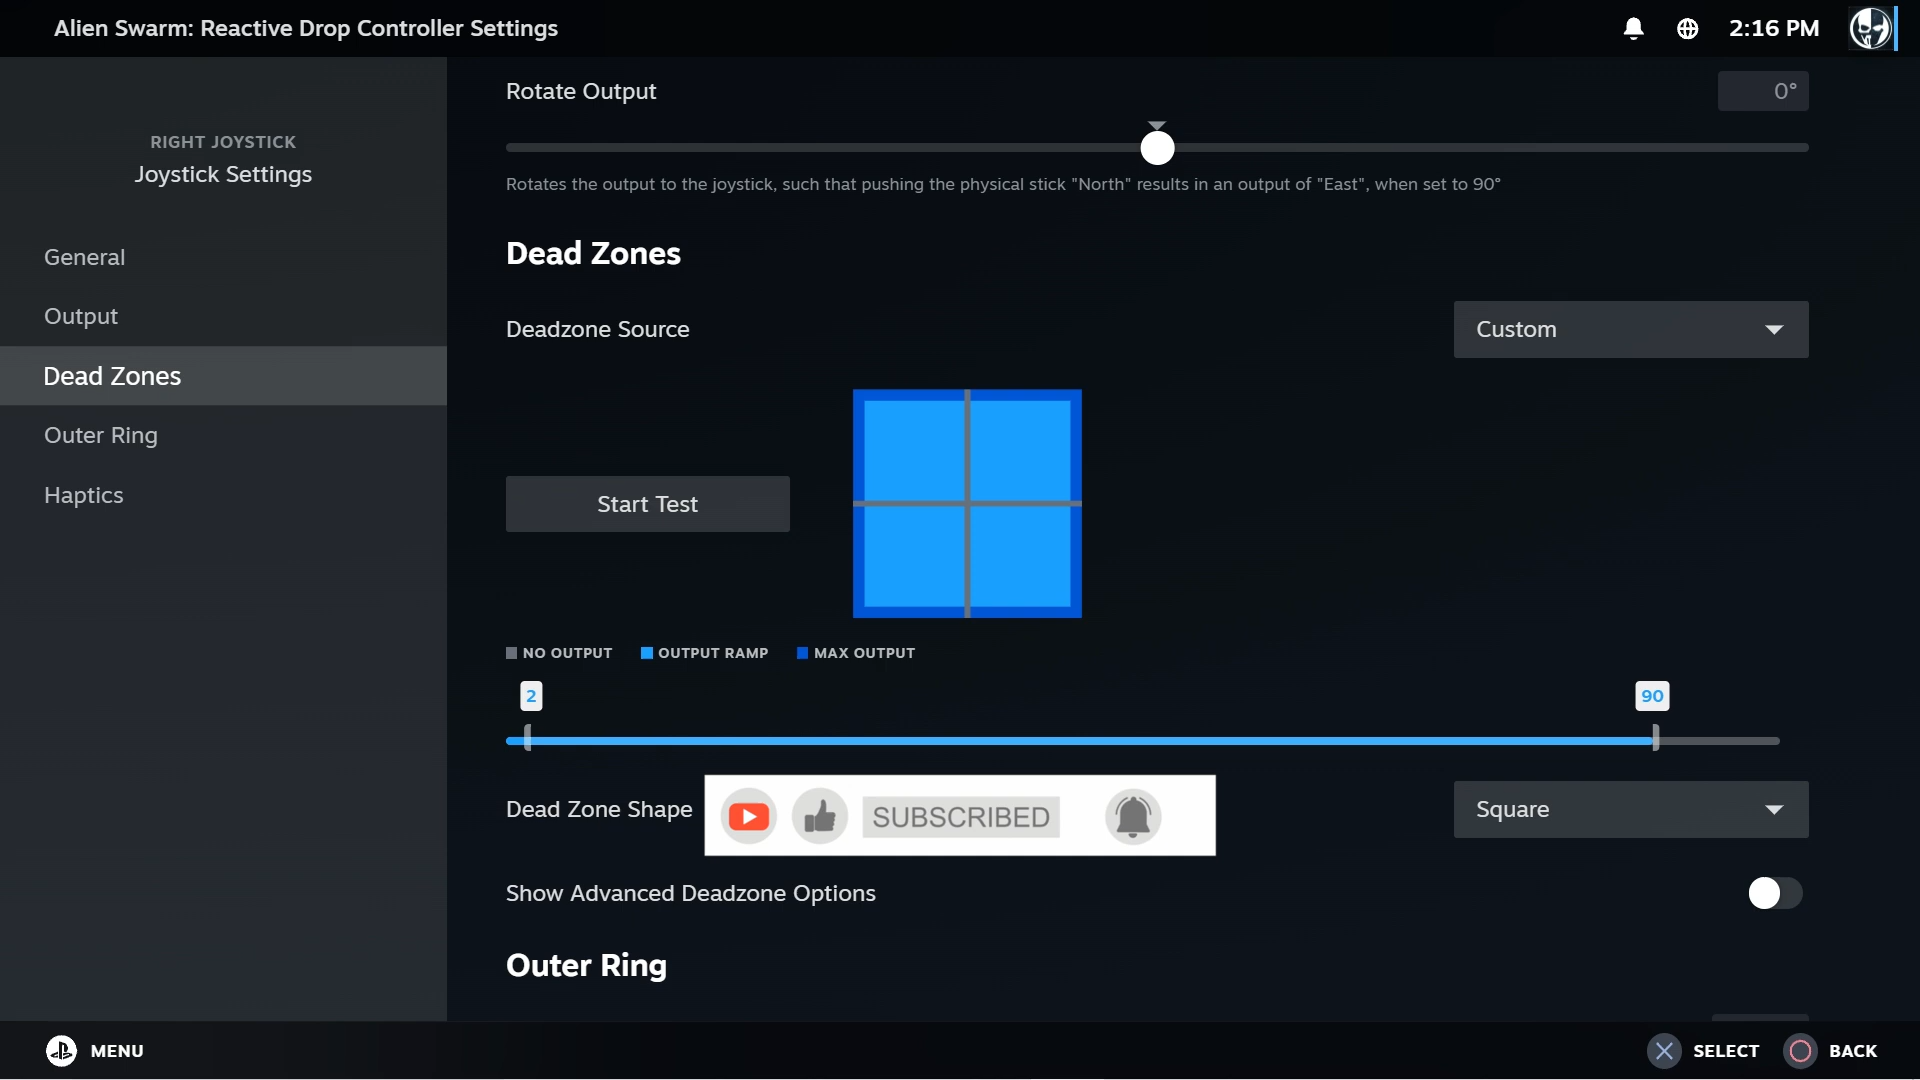 Alien Swarm: Reactive Drop Controller Settings
2:16 PM
RIGHT JOYSTICK
Joystick Settings
General
Output
Dead Zones
Outer Ring
Haptics
Rotate Output
0°
Rotates the output to the joystick, such that pushing the physical stick "North" results in an output of "East", when set to 90°
Dead Zones
Deadzone Source
Custom
Start Test
NO OUTPUT
OUTPUT RAMP
MAX OUTPUT
2
90
Dead Zone Shape
SUBSCRIBED
Square
Show Advanced Deadzone Options
Outer Ring
MENU
SELECT
BACK